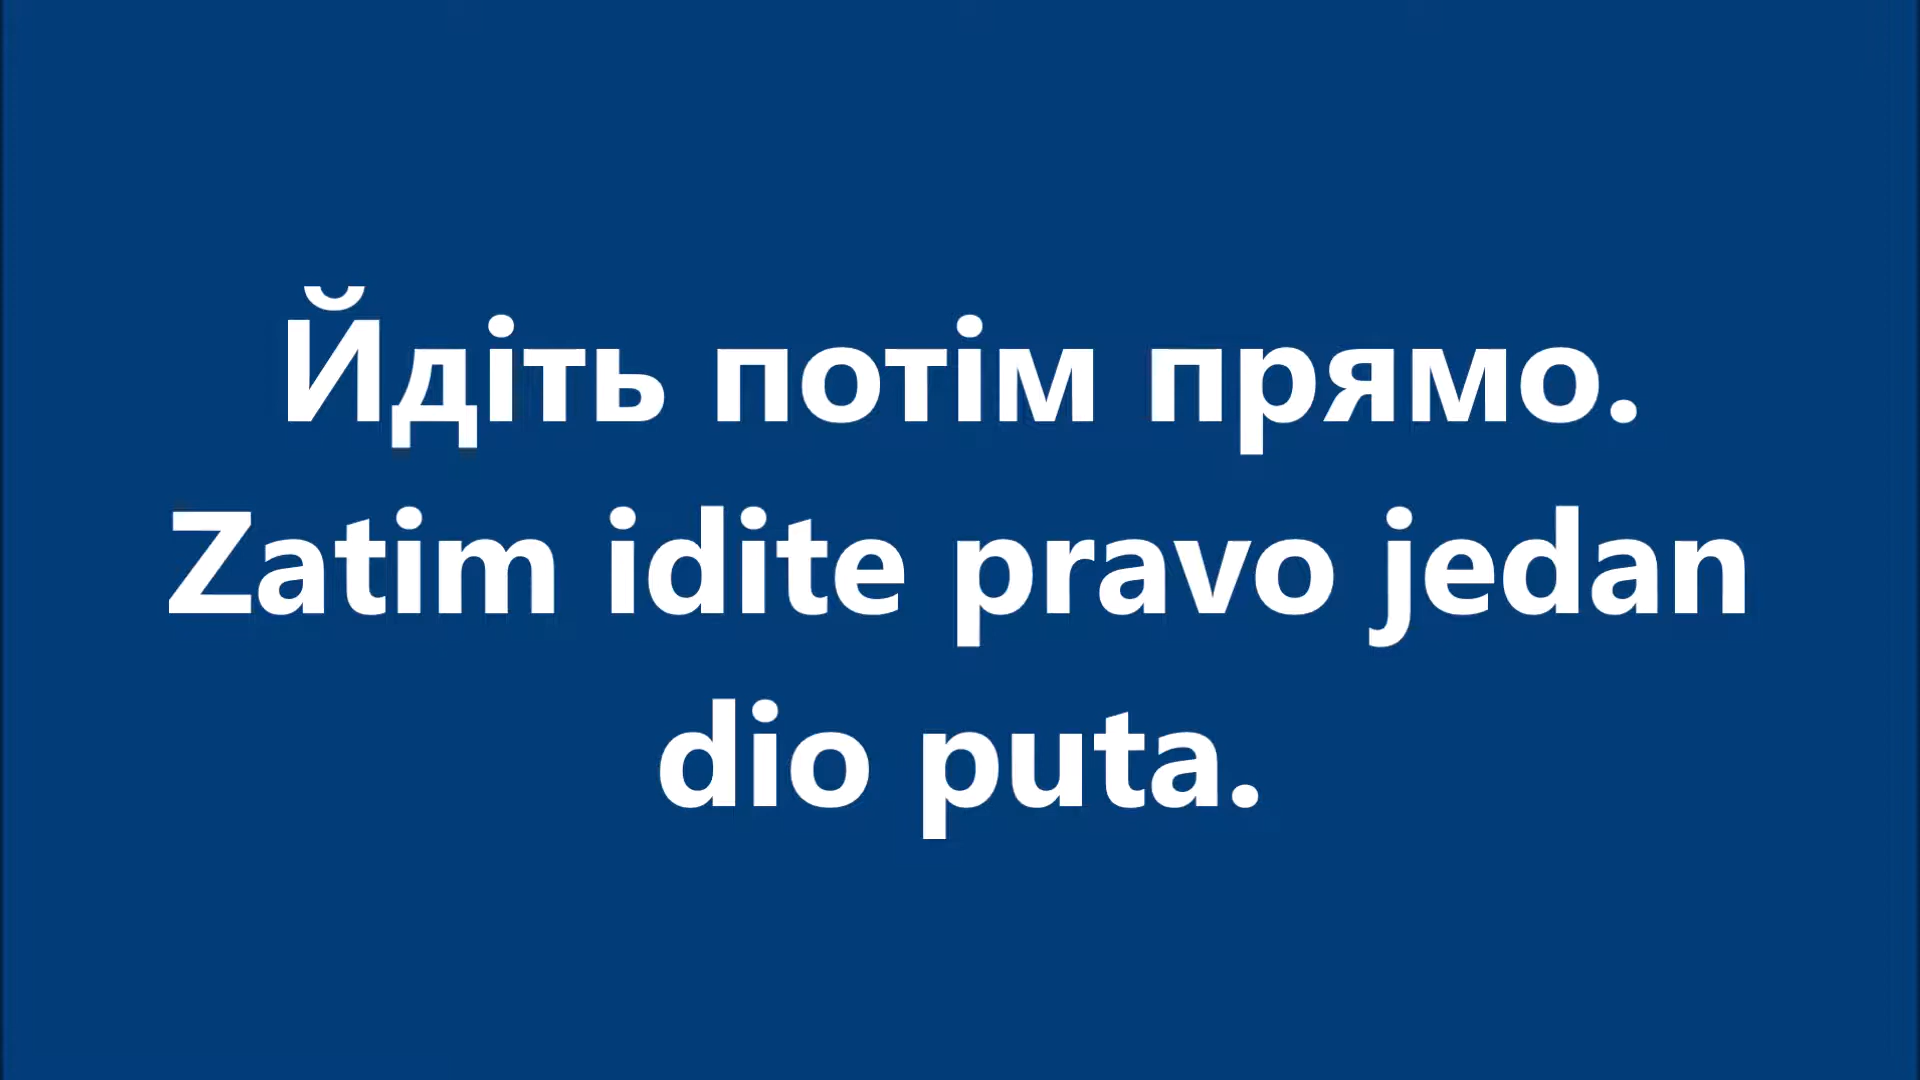 Йдіть потім прямо.
Zatim idite pravo jedan
dio puta.